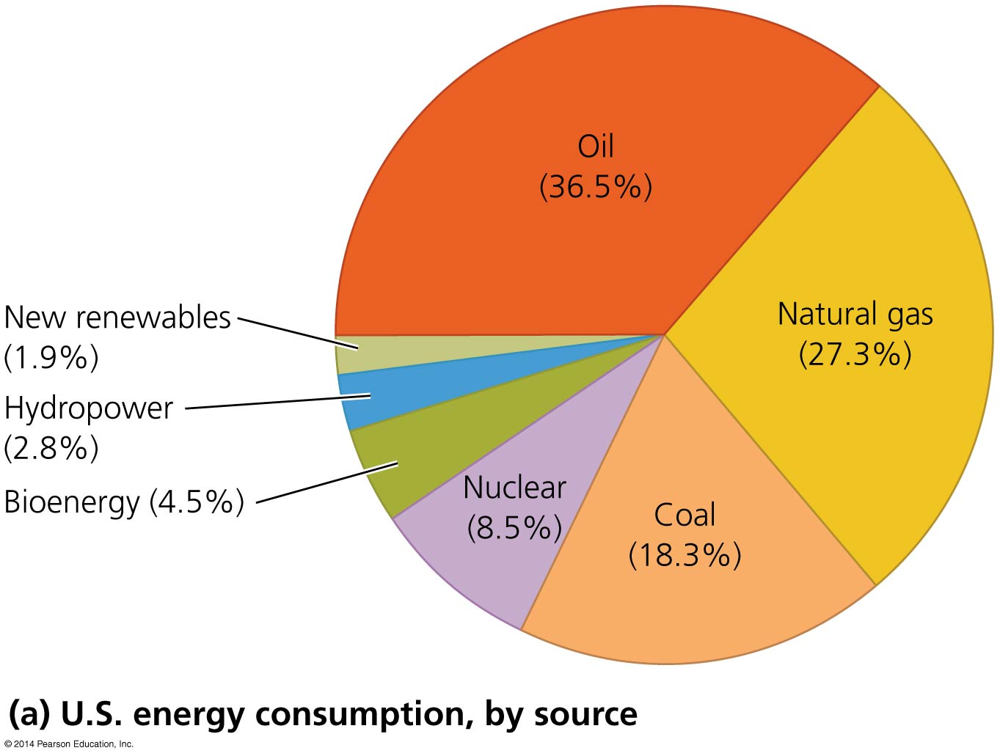 Oil
(36.5%)
Natural gas
(27.3%)
New renewables
(1.9%)
Hydropower
(2.8%)
Bioenergy (4.5%)
Nuclear
(8.5%)
Coal
(18.3%)
(a) U.S. energy consumption, by source
© 2014 Pearson Education, Inc.